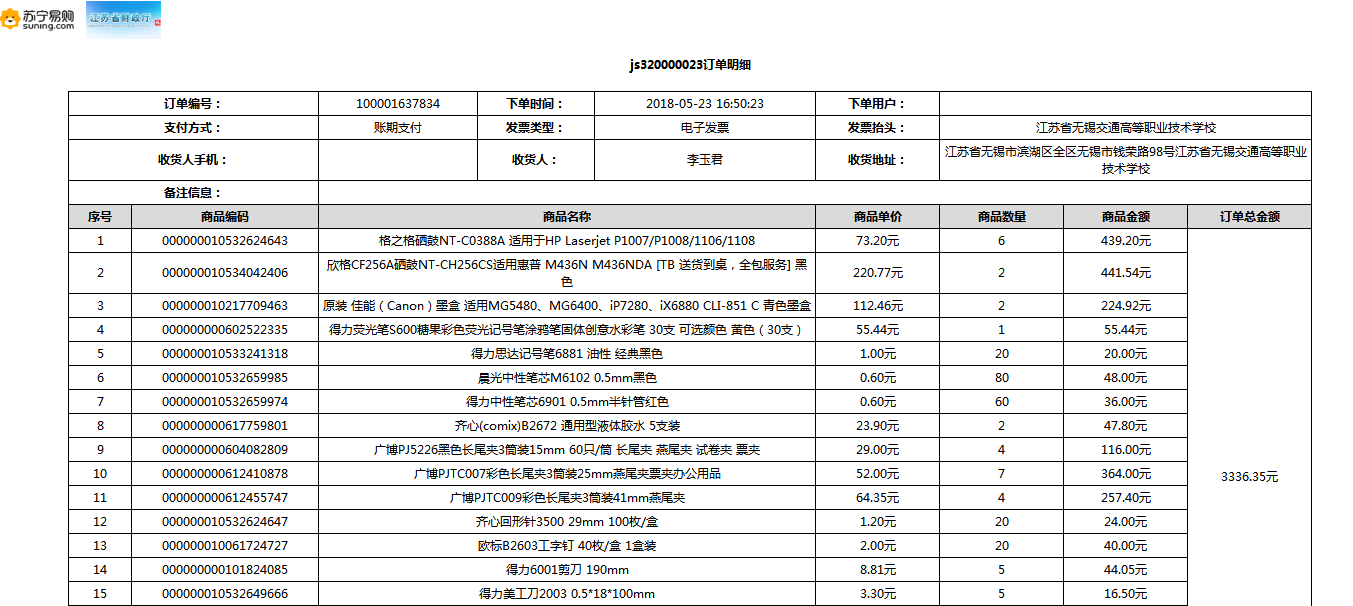 苏宁易购
suning.com
江苏省财政厅
js320000023订单明细
订单编号： 100001637834 下单时间： 2018-05-23 16:50:23 下单用户：
支付方式： 账期支付 发票类型： 电子发票 发票抬头： 江苏省无锡交通高等职业技术学校
收货人手机： 收货人： 李玉君 收货地址： 江苏省无锡市滨湖区全区无锡市钱荣路98号江苏省无锡交通高等职业
技术学校
备注信息：
序号 商品编码 商品名称 商品单价 商品数量 商品金额 订单总金额
1 000000010532624643 格之格硒鼓NT-C0388A 适用于HP Laserjet P1007/P1008/1106/1108 73.20元 6 439.20元
2 000000010534042406 欣格CF256A硒鼓NT-CH256CS适用惠普 M436N M436NDA [TB 送货到桌，全包服务] 黑
色 220.77元 2 441.54元
3 000000010217709463 原装 佳能（Canon）墨盒 适用MG5480、MG6400、iP7280、iX6880 CLI-851 C 青色墨盒 112.46元 2 224.92元
4 000000000602522335 得力荧光笔S600糖果彩色荧光记号笔涂鸦笔固体创意水彩笔 30支 可选颜色 黄色（30支） 55.44元 1 55.44元
5 000000010533241318 得力思达记号笔6881 油性 经典黑色 1.00元 20 20.00元
6 000000010532659985 晨光中性笔芯M6102 0.5mm黑色 0.60元 80 48.00元
7 000000010532659974 得力中性笔芯6901 0.5mm半针管红色 0.60元 60 36.00元
8 000000000617759801 齐心(comix)B2672 通用型液体胶水 5支装 23.90元 2 47.80元
9 000000000604082809 广博PJ5226黑色长尾夹3筒装15mm 60只/筒 长尾夹 燕尾夹 试卷夹 票夹 29.00元 4 116.00元
10 000000000612410878 广博PJTC007彩色长尾夹3筒装25mm燕尾夹票夹办公用品 52.00元 7 364.00元
11 000000000612455747 广博PJTC009彩色长尾夹3筒装41mm燕尾夹 64.35元 4 257.40元
3336.35元
12 000000010532624647 齐心回形针3500 29mm 100枚/盒 1.20元 20 24.00元
13 000000010061724727 欧标B2603工字钉 40枚/盒 1盒装 2.00元 20 40.00元
14 000000000101824085 得力6001剪刀 190mm 8.81元 5 44.05元
15 000000010532649666 得力美工刀2003 0.5*18*100mm 3.30元 5 16.50元